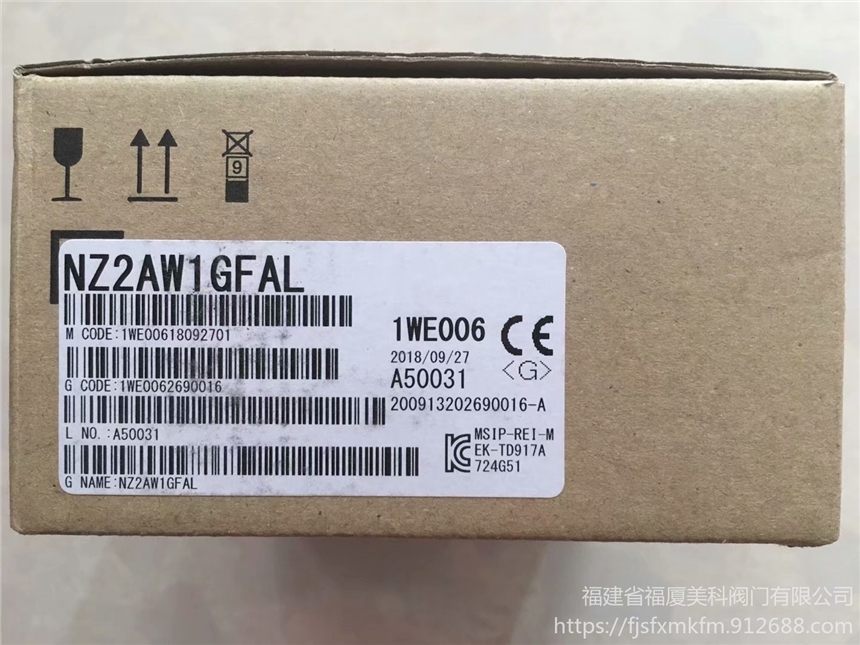 9
NZ2AW1GFAL
M CODE:1WE00618092701
G CODE:1WE0062690016
L NO.:A50031
G NAME:NZ2AW1GFAL
1WE006
CE
2018/09/27
<G>
A50031
200913202690016-A
MSIP-REI-M
EK-TD917A
724G51
福建省福厦美科阀门有限公司
https://fjsfxmkfm.912688.com